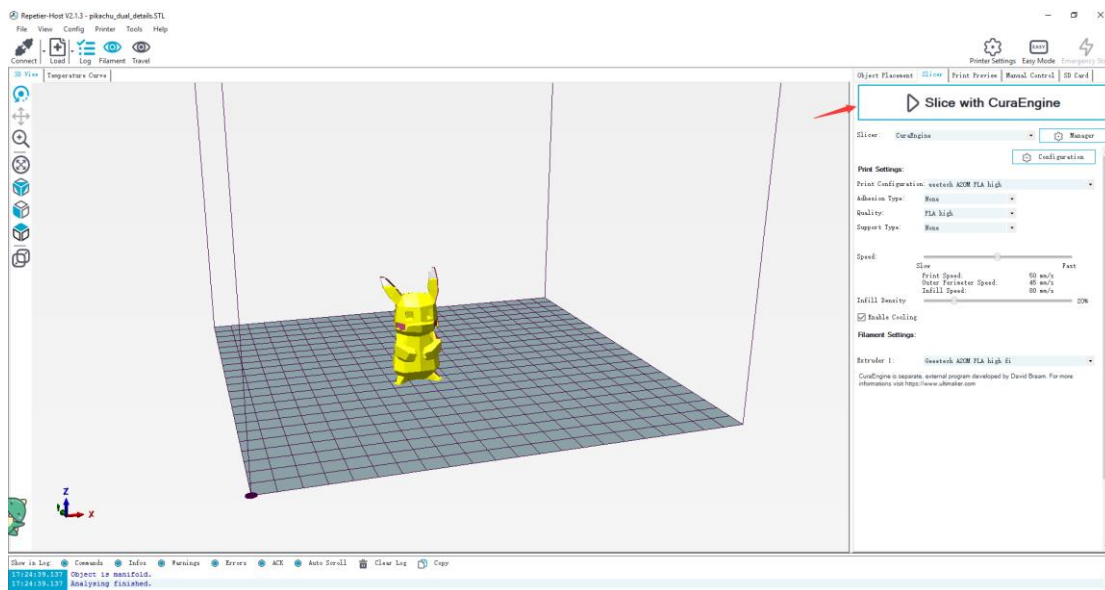 Repetier-Host V2.1.3 - pikachu_dual_details.STL
File View Config Printer Tools Help
Connect Load Log Filament Travel Printer Settings Easy Mode Emergency Sto
EASY
3D View Temperature Curve Object Placement Slicer Print Preview Manual Control SD Card
Slice with CuraEngine
Slicer: CuraEngine Manager
Configuration
Print Settings:
Print Configuration: eeetech A20M PLA high
Adhesion Type: None
Quality: PLA high
Support Type: None
Speed:
Slow Fast
Print Speed: 50 mm/s
Outer Perimeter Speed: 45 mm/s
Infill Speed: 80 mm/s
Infill Density 20%
Enable Cooling
Filament Settings:
Extruder 1: Geeetech A20M PLA high fi
CuraEngine is separate, external program developed by David Braam. For more
informations visit https://www.ultimaker.com
Z
X
Show in Log: Commands Infos Warnings Errors ACK Auto Scroll Clear Log Copy
17:24:39.137 Object is manifold.
17:24:39.137 Analysing finished.